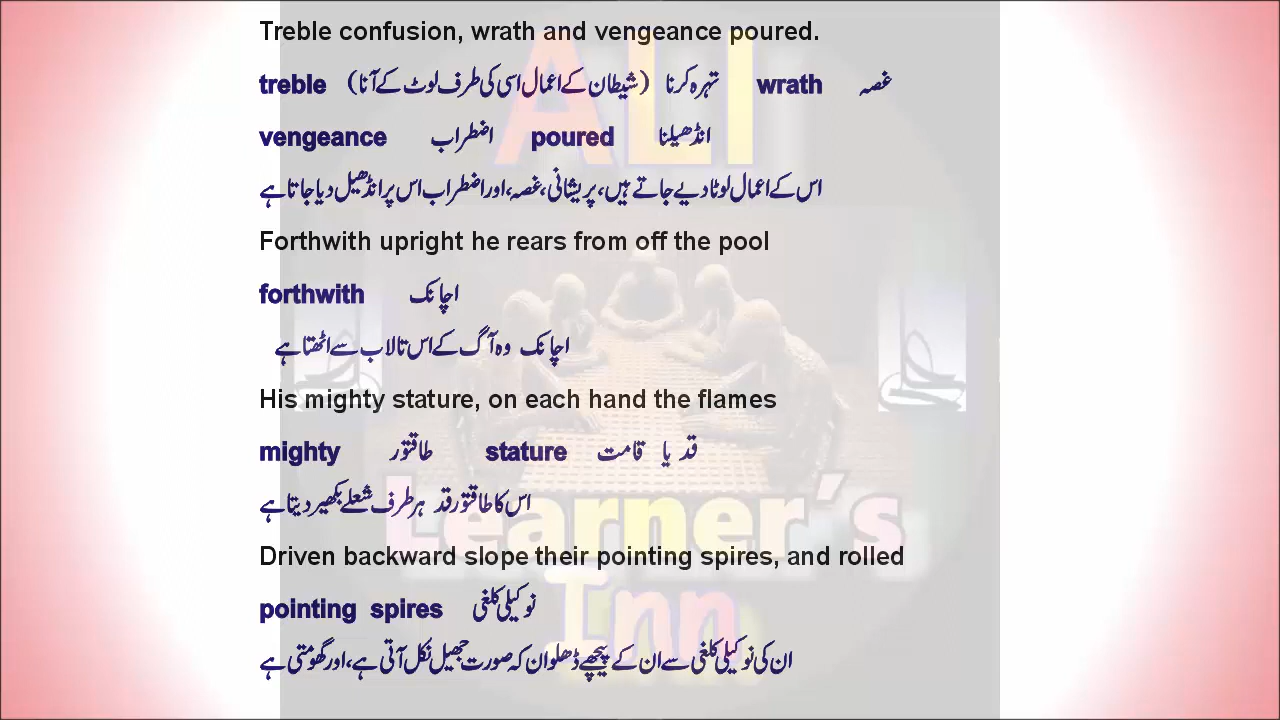 Treble confusion, wrath and vengeance poured.
treble تہرہ کرنا (شیطان کے اعمال اسی کی طرف لوٹ کے آنا) wrath غصہ
vengeance اضطراب poured انڈھیلنا
اس کے اعمال لوٹا دیے جاتے ہیں، پریشانی، غصہ، اور اضطراب اس پر انڈھیل دیا جاتا ہے
Forthwith upright he rears from off the pool
forthwith اچانک
اچانک وہ آگ کے اس تالاب سے اٹھتا ہے
His mighty stature, on each hand the flames
mighty طاقتور stature قد یا قامت
اس کا طاقتور قد ہر طرف شعلے بکھیر دیتا ہے
Driven backward slope their pointing spires, and rolled
pointing spires نوکیلی کلغی
ان کی نوکیلی کلغی سے ان کے پیچھے ڈھلوان کہ صورت جھیل نکل آتی ہے، اور گھومتی ہے
ALI
Learner's
Inn